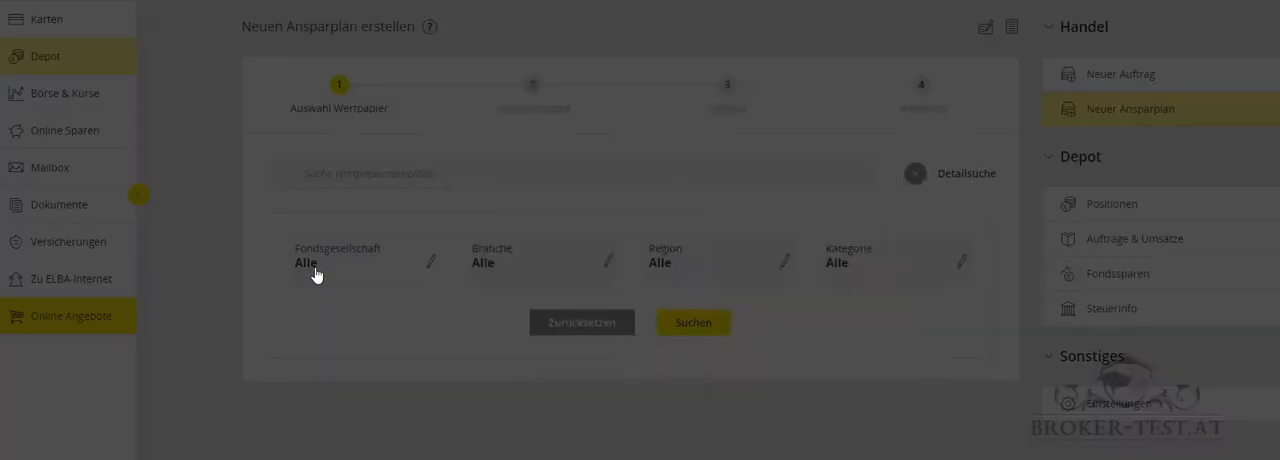 Karten
Depot
Börse & Kurse
Online Sparen
Mailbox
Dokumente
Versicherungen
Zu ELBA-internet
Online Angebote
Neuen Ansparplan erstellen ?
1
3
4
Auswahl Wertpapier
Detailsuche
Fondsgesellschaft
Alle
Branche
Alle
Region
Alle
Kategorie
Alle
Zurücksetzen
Suchen
Handel
Neuer Auftrag
Neuer Ansparplan
Depot
Positionen
Aufträge & Umsätze
Fondssparen
Steuerinfo
Sonstiges
Einstellungen
BROKER-TEST.AT